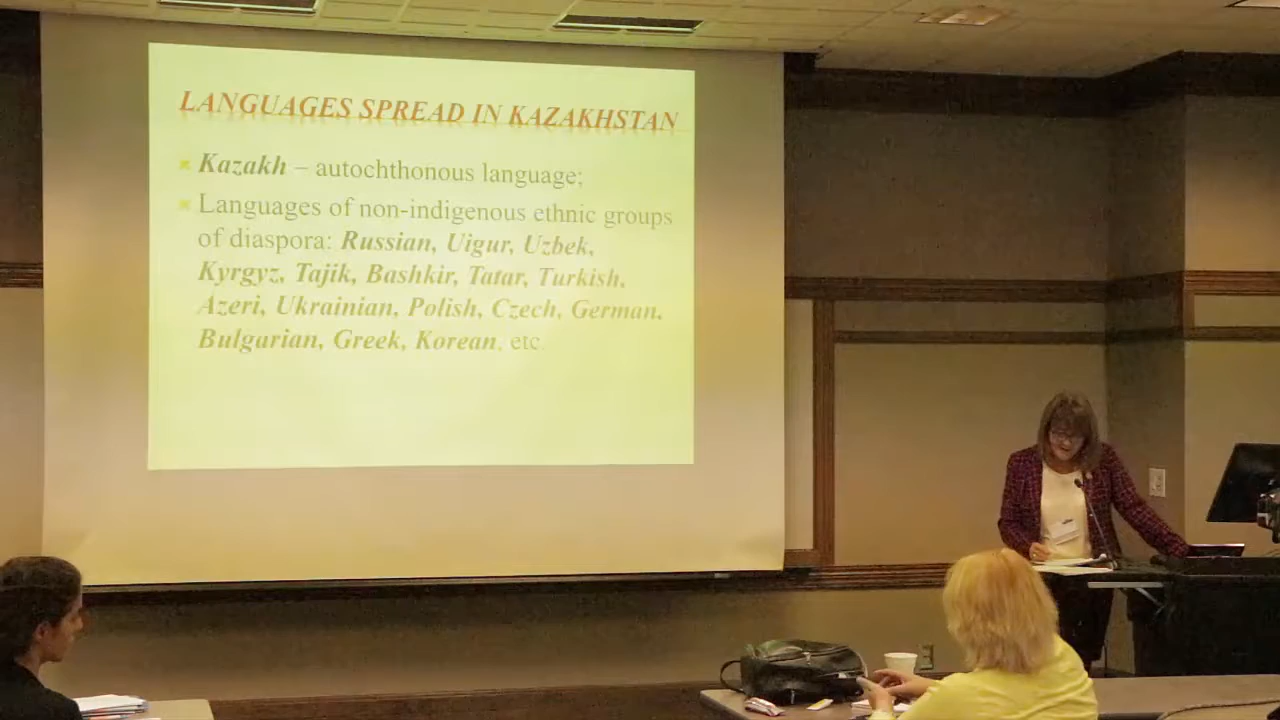 LANGUAGES SPREAD IN KAZAKHSTAN
Kazakh – autochthonous language;
Languages of non-indigenous ethnic groups
of diaspora: Russian, Uigur, Uzbek,
Kyrgyz, Tajik, Bashkir, Tatar, Turkish,
Azeri, Ukrainian, Polish, Czech, German,
Bulgarian, Greek, Korean, etc.